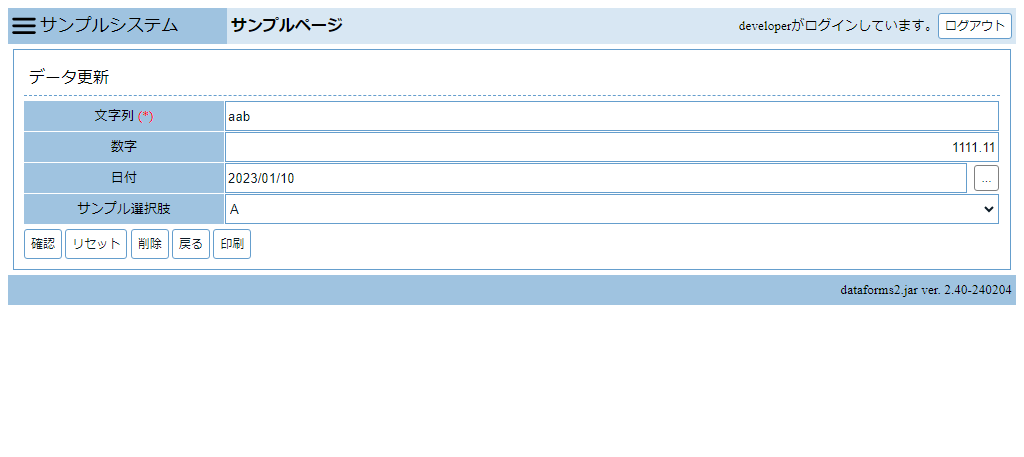 サンプルシステム サンプルページ developerがログインしています。 ログアウト
データ更新
文字列 (*) aab
数字 1111.11
日付 2023/01/10 ...
サンプル選択肢 A
確認 リセット 削除 戻る 印刷
dataforms2.jar ver. 2.40-240204